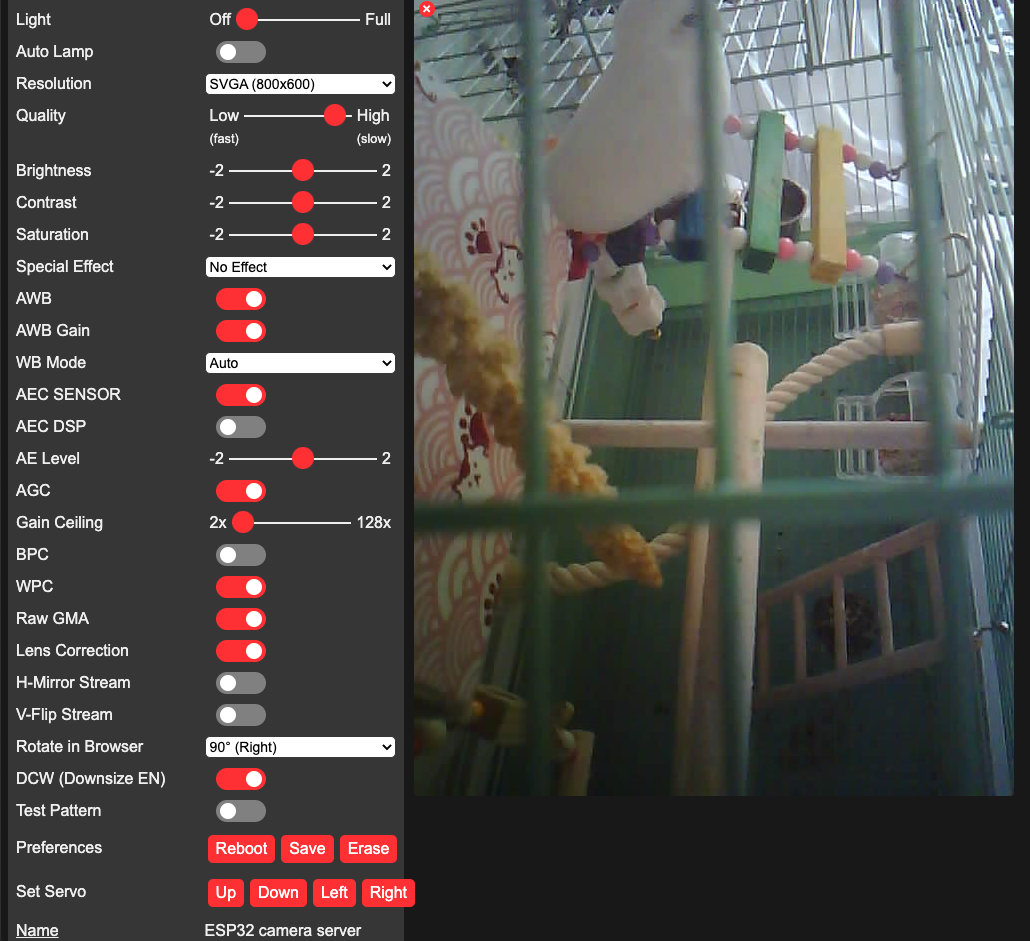 Light Off Full
Auto Lamp
Resolution SVGA (800x600)
Quality Low High
(fast) (slow)
Brightness -2 2
Contrast -2 2
Saturation -2 2
Special Effect No Effect
AWB
AWB Gain
WB Mode Auto
AEC SENSOR
AEC DSP
AE Level -2 2
AGC
Gain Ceiling 2x 128x
BPC
WPC
Raw GMA
Lens Correction
H-Mirror Stream
V-Flip Stream
Rotate in Browser 90° (Right)
DCW (Downsize EN)
Test Pattern
Preferences Reboot Save Erase
Set Servo Up Down Left Right
Name ESP32 camera server